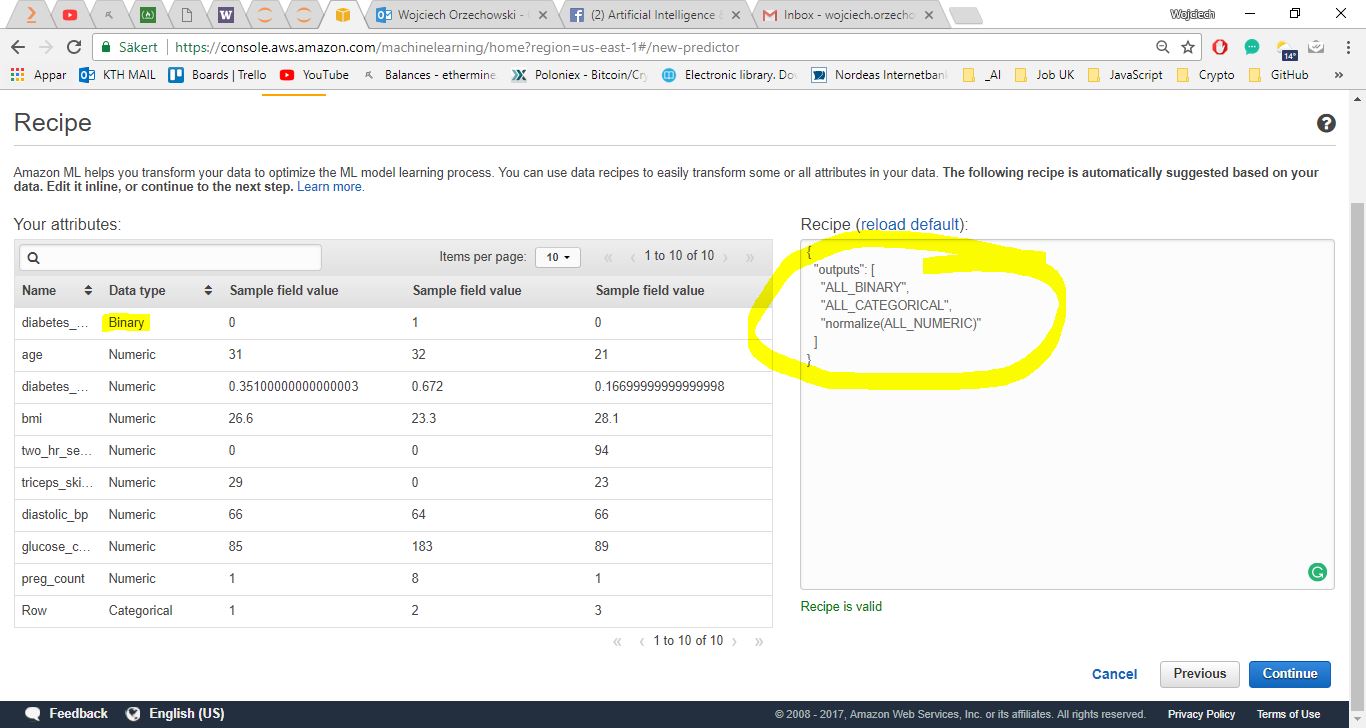 Wojciech Orzechowski -
(2) Artificial Intelligence &
Inbox - wojciech.orzecho
Wojciech
Säkert
https://console.aws.amazon.com/machinelearning/home?region=us-east-1#/new-predictor
14°
Appar
KTH MAIL
Boards | Trello
YouTube
Balances - ethermine
Poloniex - Bitcoin/Cry
Electronic library. Do
Nordeas Internetbank
_AI
Job UK
JavaScript
Crypto
GitHub
»
Recipe
Amazon ML helps you transform your data to optimize the ML model learning process. You can use data recipes to easily transform some or all attributes in your data. The following recipe is automatically suggested based on your
data. Edit it inline, or continue to the next step. Learn more.
Your attributes:
Items per page: 10 « ‹ 1 to 10 of 10 › »
Name Data type Sample field value Sample field value Sample field value
diabetes_... Binary 0 1 0
age Numeric 31 32 21
diabetes_... Numeric 0.35100000000000003 0.672 0.16699999999999998
bmi Numeric 26.6 23.3 28.1
two_hr_se... Numeric 0 0 94
triceps_ski... Numeric 29 0 23
diastolic_bp Numeric 66 64 66
glucose_c... Numeric 85 183 89
preg_count Numeric 1 8 1
Row Categorical 1 2 3
« ‹ 1 to 10 of 10 › »
Recipe (reload default):
{
"outputs": [
"ALL_BINARY",
"ALL_CATEGORICAL",
"normalize(ALL_NUMERIC)"
]
}
Recipe is valid
Cancel
Previous
Continue
Feedback
English (US)
© 2008 - 2017, Amazon Web Services, Inc. or its affiliates. All rights reserved.
Privacy Policy
Terms of Use